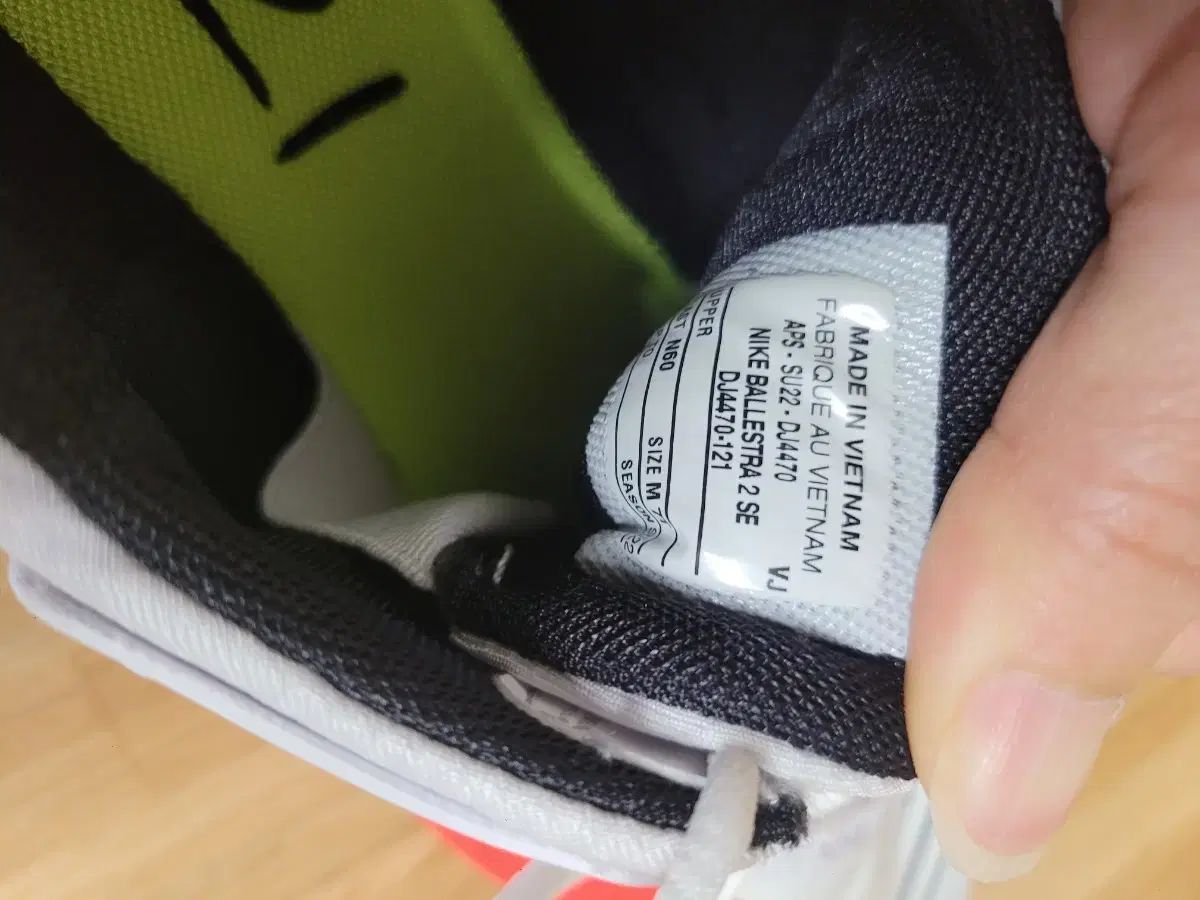 MADE IN VIETNAM
FABRIQUE AU VIETNAM
APS - SU22 - DJ4470
VJ
NIKE BALLESTRA 2 SE
DJ4470-121
UPPER
N60
SIZE M
SEASON